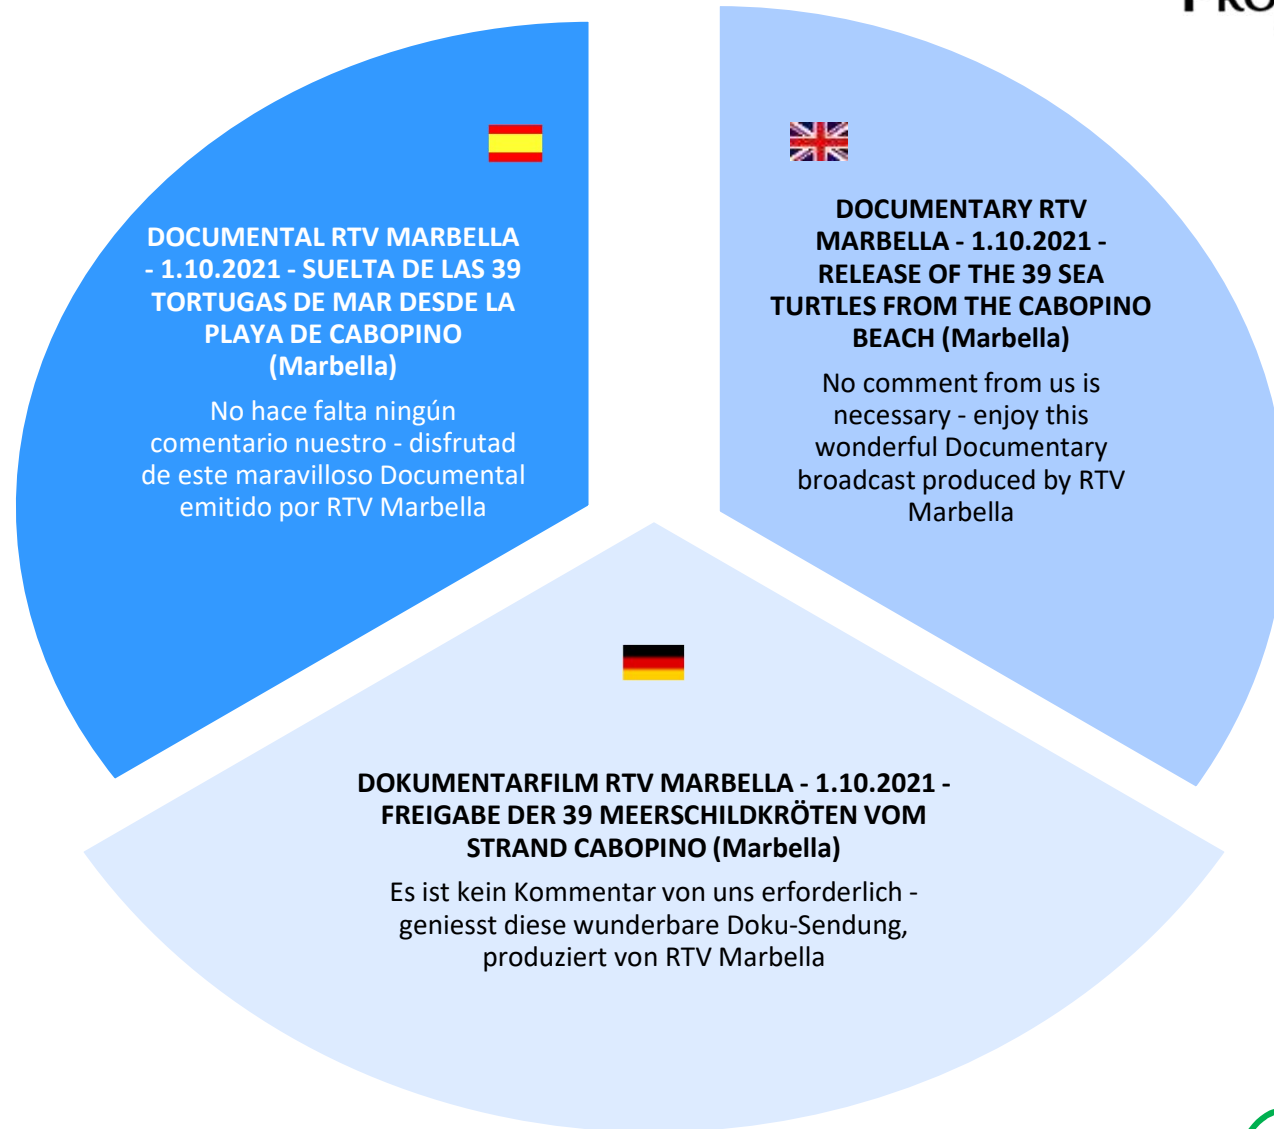 DOCUMENTAL RTV MARBELLA
- 1.10.2021 - SUELTA DE LAS 39
TORTUGAS DE MAR DESDE LA
PLAYA DE CABOPINO
(Marbella)
No hace falta ningún
comentario nuestro - disfrutad
de este maravilloso Documental
emitido por RTV Marbella
DOCUMENTARY RTV
MARBELLA - 1.10.2021 -
RELEASE OF THE 39 SEA
TURTLES FROM THE CABOPINO
BEACH (Marbella)
No comment from us is
necessary - enjoy this
wonderful Documentary
broadcast produced by RTV
Marbella
DOKUMENTARFILM RTV MARBELLA - 1.10.2021 -
FREIGABE DER 39 MEERSCHILDKRÖTEN VOM
STRAND CABOPINO (Marbella)
Es ist kein Kommentar von uns erforderlich -
geniesst diese wunderbare Doku-Sendung,
produziert von RTV Marbella